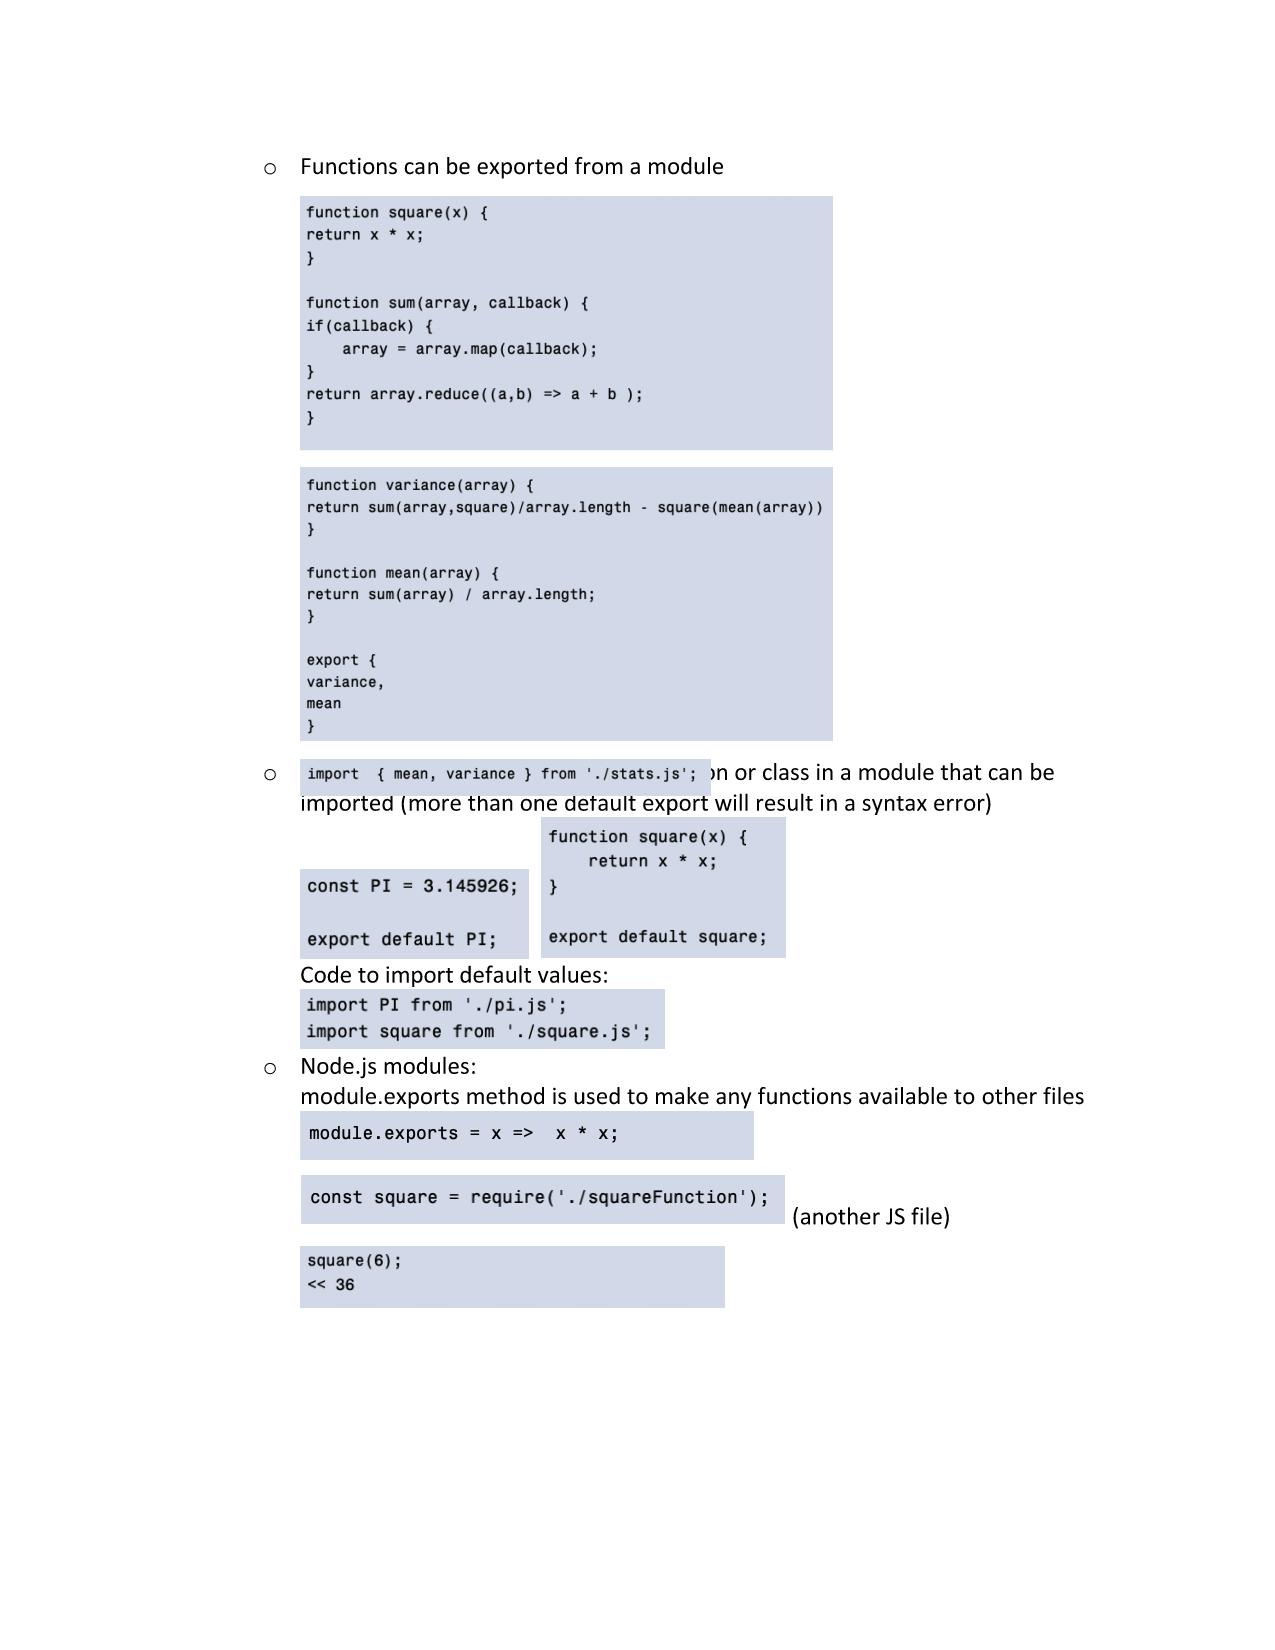 o Functions can be exported from a module
function square(x) {
return x * x;
}
function sum(array, callback) {
if(callback) {
    array = array.map(callback);
}
return array.reduce((a,b) => a + b );
}
function variance(array) {
return sum(array,square)/array.length - square(mean(array))
}
function mean(array) {
return sum(array) / array.length;
}
export {
variance,
mean
}
o import  { mean, variance } from './stats.js'; or class in a module that can be
imported (more than one default export will result in a syntax error)
function square(x) {
    return x * x;
}
export default square;
const PI = 3.145926;
export default PI;
Code to import default values:
import PI from './pi.js';
import square from './square.js';
o Node.js modules:
module.exports method is used to make any functions available to other files
module.exports = x =>  x * x;
const square = require('./squareFunction');
(another JS file)
square(6);
<< 36